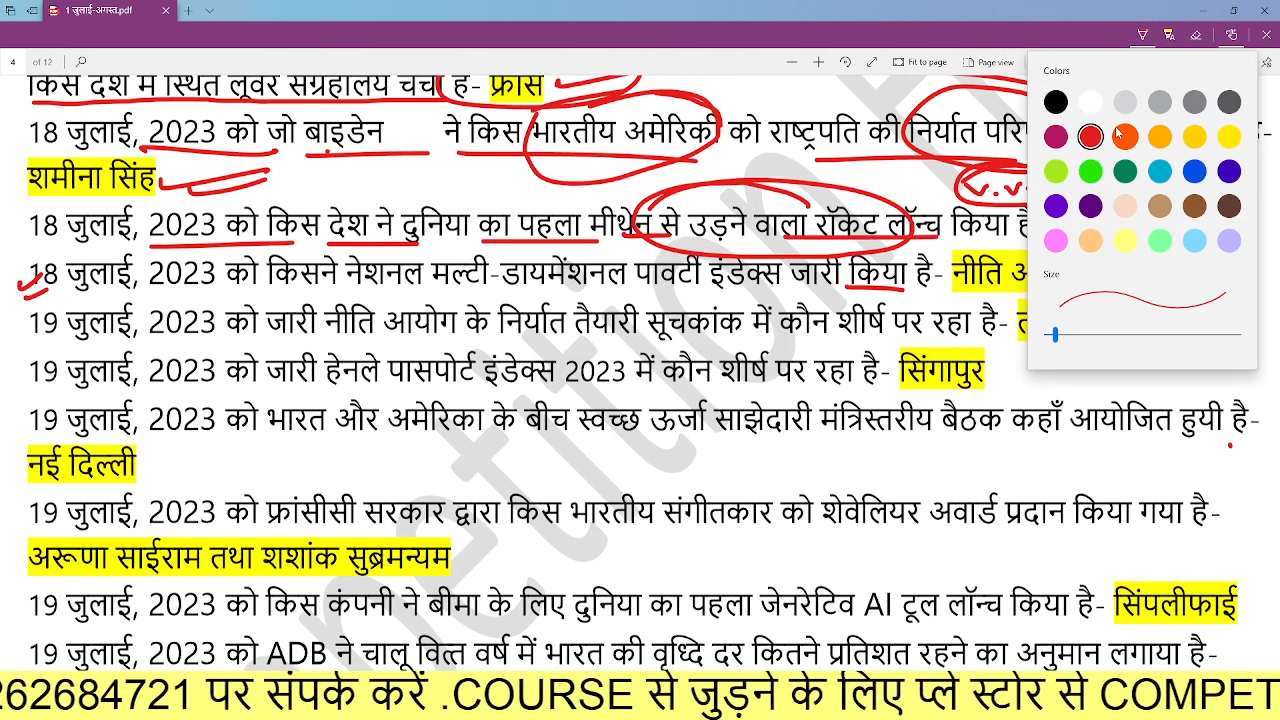 1 जुलाई-अगस्त.pdf
4 of 12 Fit to page Page view
किस देश में स्थित लूवर संग्रहालय चर्चा है- फ्रांस
18 जुलाई, 2023 को जो बाइडेन ने किस भारतीय अमेरिकी को राष्ट्रपति की निर्यात है-
शमीना सिंह
18 जुलाई, 2023 को किस देश ने दुनिया का पहला मीथेन से उड़ने वाला रॉकेट लॉन्च किया
18 जुलाई, 2023 को किसने नेशनल मल्टी-डायमेंशनल पावर्टी इंडेक्स जारी किया है- नीति
19 जुलाई, 2023 को जारी नीति आयोग के निर्यात तैयारी सूचकांक में कौन शीर्ष पर रहा है-
19 जुलाई, 2023 को जारी हेनले पासपोर्ट इंडेक्स 2023 में कौन शीर्ष पर रहा है- सिंगापुर
19 जुलाई, 2023 को भारत और अमेरिका के बीच स्वच्छ ऊर्जा साझेदारी मंत्रिस्तरीय बैठक कहाँ आयोजित हुयी है-
नई दिल्ली
19 जुलाई, 2023 को फ्रांसीसी सरकार द्वारा किस भारतीय संगीतकार को शेवेलियर अवार्ड प्रदान किया गया है-
अरूणा साईराम तथा शशांक सुब्रमन्यम
19 जुलाई, 2023 को किस कंपनी ने बीमा के लिए दुनिया का पहला जेनरेटिव AI टूल लॉन्च किया है- सिंपलीफाई
19 जुलाई, 2023 को ADB ने चालू वित्त वर्ष में भारत की वृध्दि दर कितने प्रतिशत रहने का अनुमान लगाया है-
262684721 पर संपर्क करें .COURSE से जुड़ने के लिए प्ले स्टोर से COMPET
Colors
Size